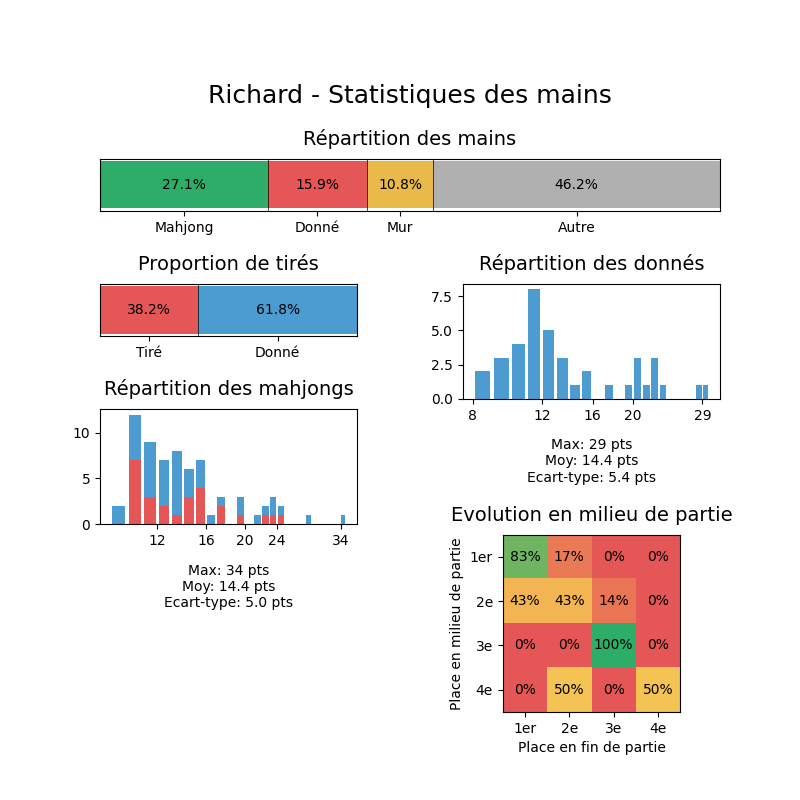 Richard - Statistiques des mains
Répartition des mains
27.1% 15.9% 10.8% 46.2%
Mahjong Donné Mur Autre
Proportion de tirés
38.2% 61.8%
Tiré Donné
Répartition des donnés
7.5
5.0
2.5
0.0
8 12 16 20 29
Max: 29 pts
Moy: 14.4 pts
Ecart-type: 5.4 pts
Répartition des mahjongs
10
5
0
12 16 20 24 34
Max: 34 pts
Moy: 14.4 pts
Ecart-type: 5.0 pts
Evolution en milieu de partie
Place en milieu de partie
1er 83% 17% 0% 0%
2e 43% 43% 14% 0%
3e 0% 0% 100% 0%
4e 0% 50% 0% 50%
1er 2e 3e 4e
Place en fin de partie